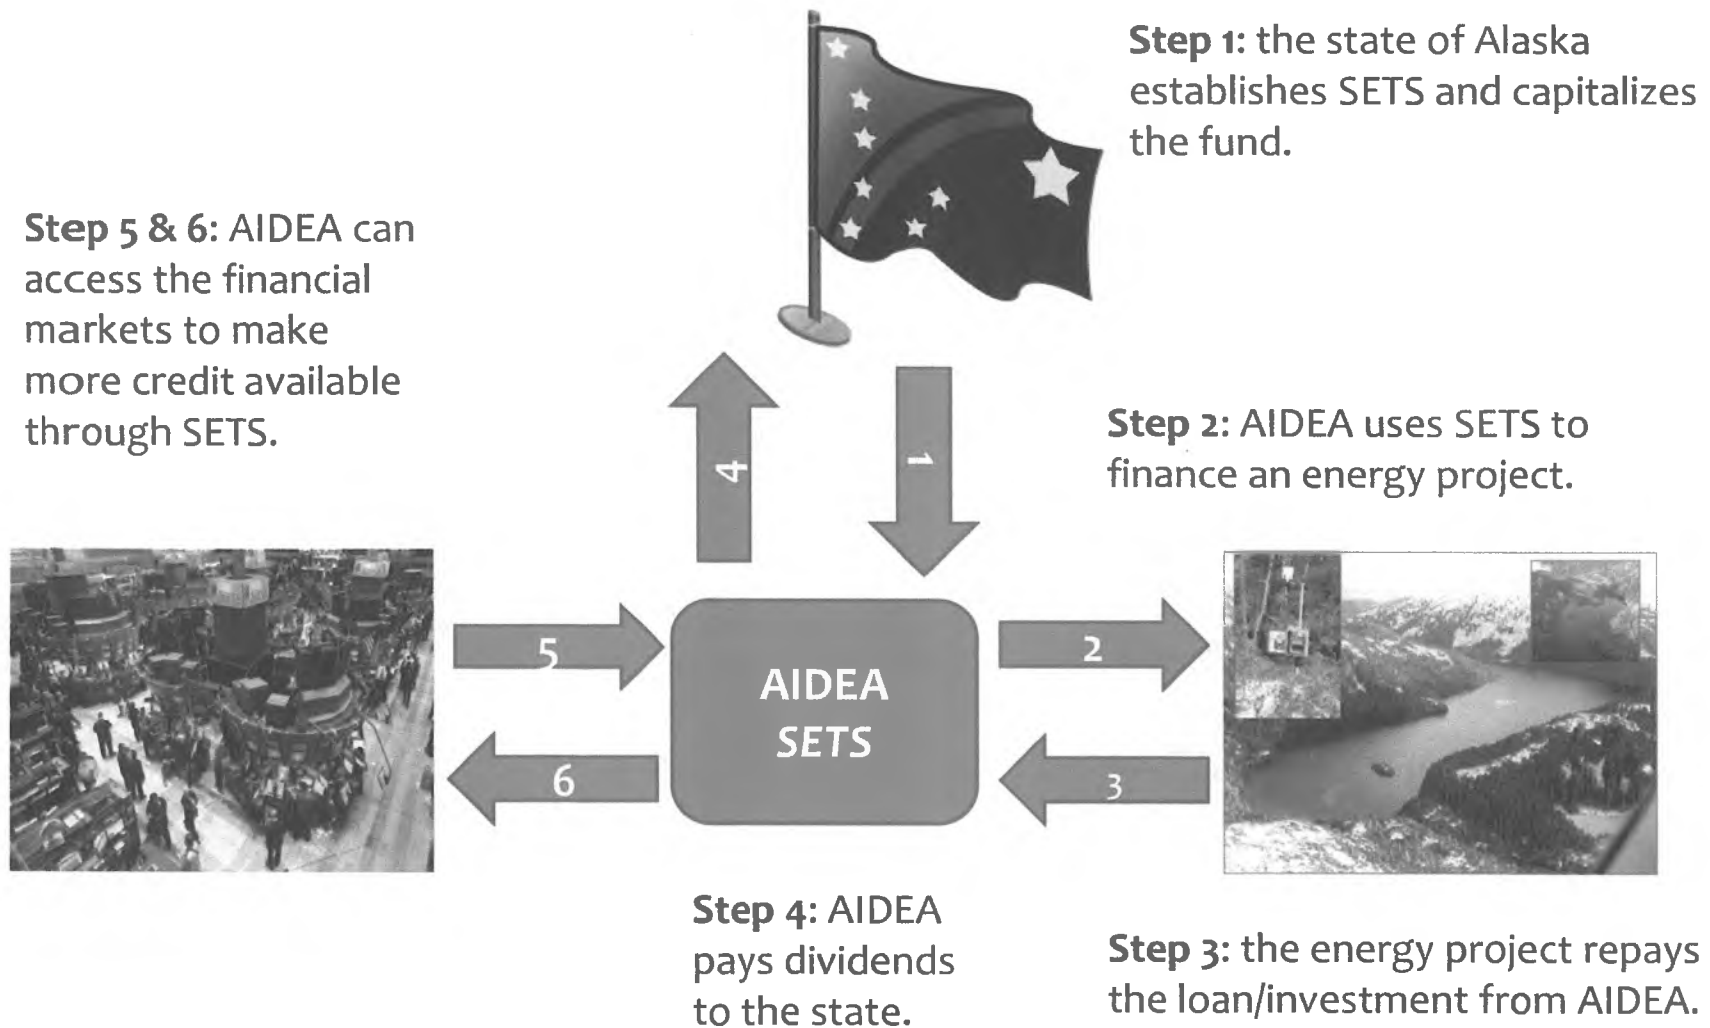 Step 1: the state of Alaska
establishes SETS and capitalizes
the fund.
Step 5 & 6: AIDEA can
access the financial
markets to make
more credit available
through SETS.
4
1
Step 2: AIDEA uses SETS to
finance an energy project.
5
AIDEA
SETS
2
6
3
Step 4: AIDEA
pays dividends
to the state.
Step 3: the energy project repays
the loan/investment from AIDEA.